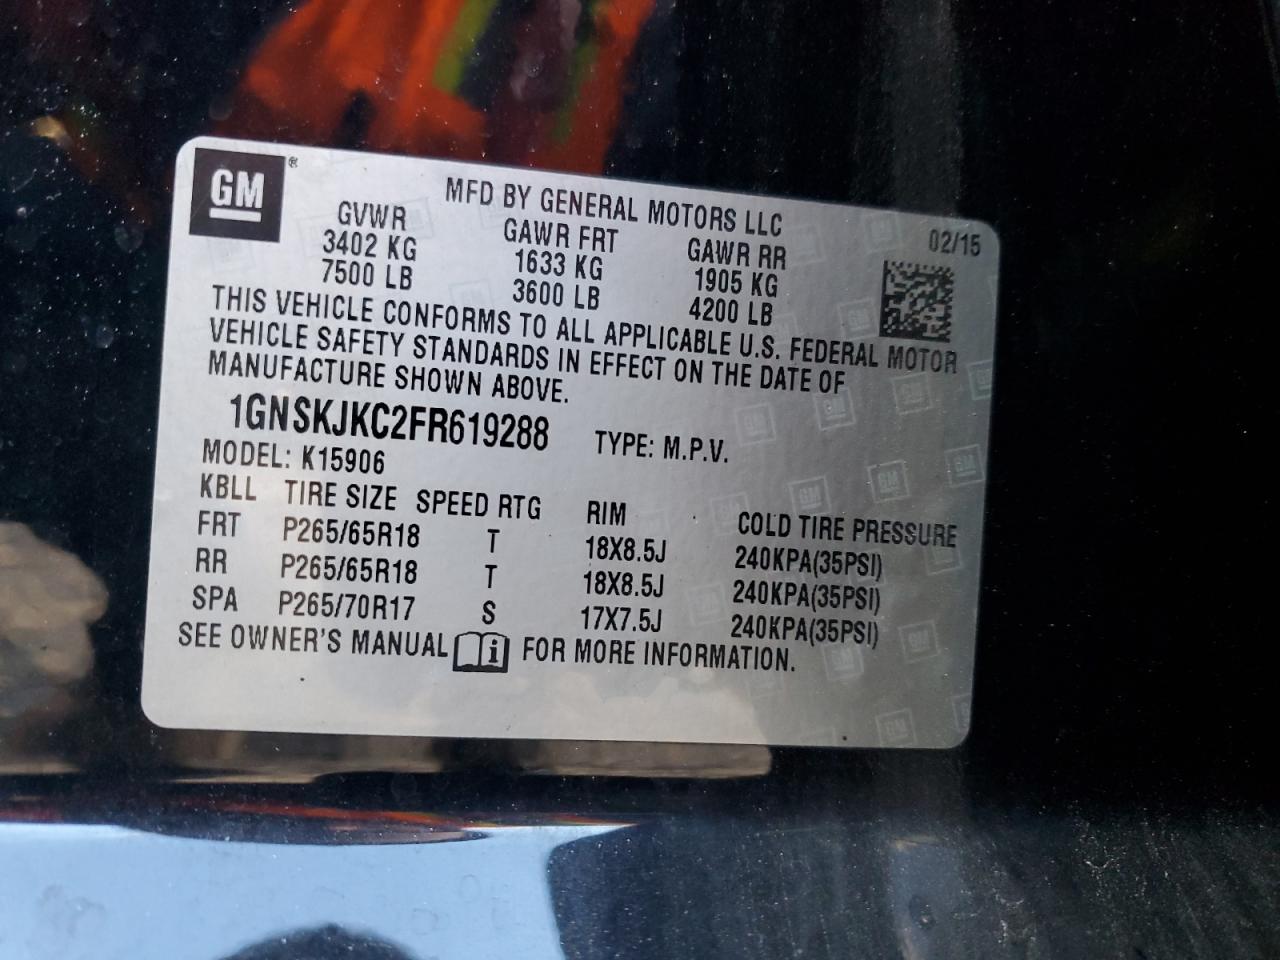 GM®
MFD BY GENERAL MOTORS LLC
02/15
GVWR GAWR FRT GAWR RR
3402 KG 1633 KG 1905 KG
7500 LB 3600 LB 4200 LB
THIS VEHICLE CONFORMS TO ALL APPLICABLE U.S. FEDERAL MOTOR
VEHICLE SAFETY STANDARDS IN EFFECT ON THE DATE OF
MANUFACTURE SHOWN ABOVE.
1GNSKJKC2FR619288 TYPE: M.P.V.
MODEL: K15906
KBLL TIRE SIZE SPEED RTG RIM COLD TIRE PRESSURE
FRT P265/65R18 T 18X8.5J 240KPA(35PSI)
RR P265/65R18 T 18X8.5J 240KPA(35PSI)
SPA P265/70R17 S 17X7.5J 240KPA(35PSI)
SEE OWNER'S MANUAL i FOR MORE INFORMATION.